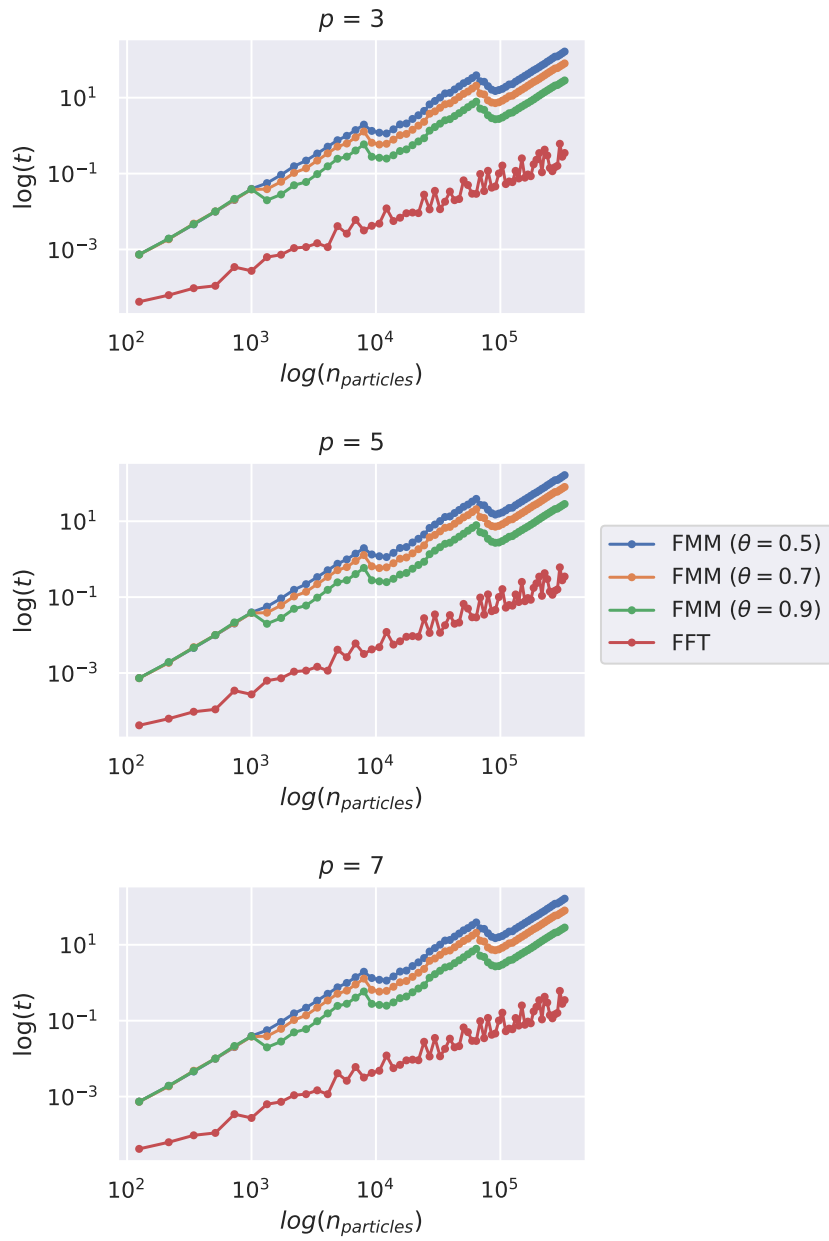 p = 3
log(t)
10^1
10^−1
10^−3
10^2 10^3 10^4 10^5
log(n_particles)
p = 5
log(t)
10^1
10^−1
10^−3
10^2 10^3 10^4 10^5
log(n_particles)
FMM (θ = 0.5)
FMM (θ = 0.7)
FMM (θ = 0.9)
FFT
p = 7
log(t)
10^1
10^−1
10^−3
10^2 10^3 10^4 10^5
log(n_particles)